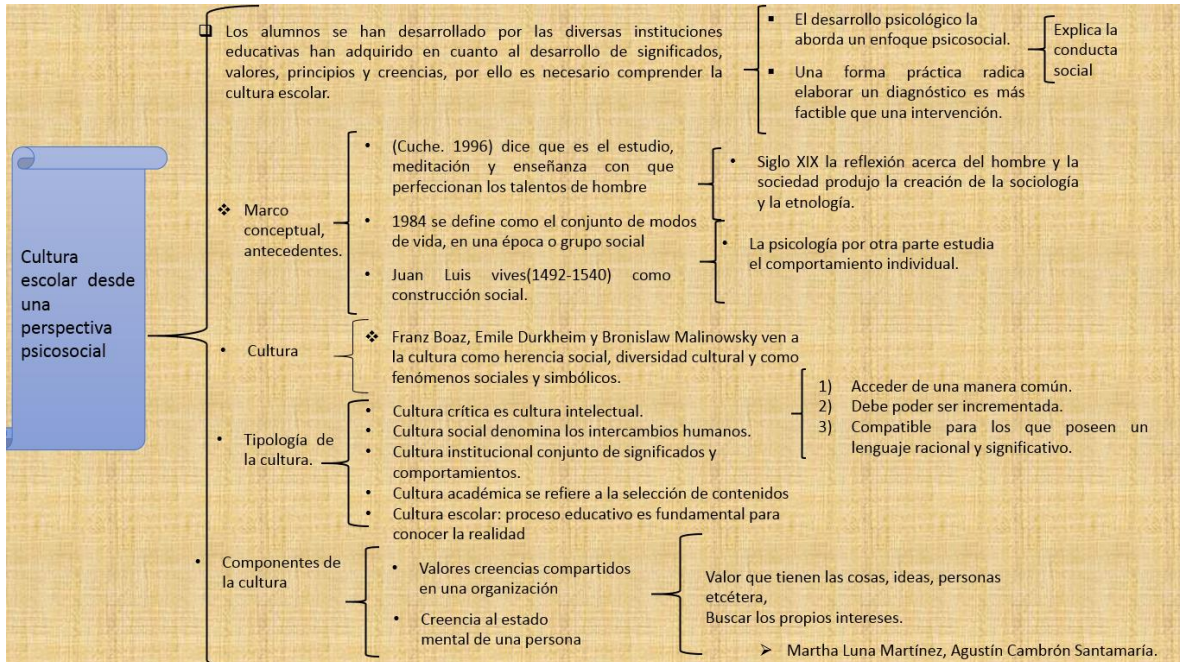 Cultura
escolar desde
una
perspectiva
psicosocial
❑ Los alumnos se han desarrollado por las diversas instituciones
educativas han adquirido en cuanto al desarrollo de significados,
valores, principios y creencias, por ello es necesario comprender la
cultura escolar.
▪ El desarrollo psicológico la
aborda un enfoque psicosocial.
▪ Una forma práctica radica
elaborar un diagnóstico es más
factible que una intervención.
Explica la
conducta
social
❖ Marco
conceptual,
antecedentes.
• (Cuche. 1996) dice que es el estudio,
meditación y enseñanza con que
perfeccionan los talentos de hombre
• 1984 se define como el conjunto de modos
de vida, en una época o grupo social
• Juan Luis vives(1492-1540) como
construcción social.
• Siglo XIX la reflexión acerca del hombre y la
sociedad produjo la creación de la sociología
y la etnología.
• La psicología por otra parte estudia
el comportamiento individual.
• Cultura
❖ Franz Boaz, Emile Durkheim y Bronislaw Malinowsky ven a
la cultura como herencia social, diversidad cultural y como
fenómenos sociales y simbólicos.
• Tipología de
la cultura.
• Cultura crítica es cultura intelectual.
• Cultura social denomina los intercambios humanos.
• Cultura institucional conjunto de significados y
comportamientos.
• Cultura académica se refiere a la selección de contenidos
• Cultura escolar: proceso educativo es fundamental para
conocer la realidad
1) Acceder de una manera común.
2) Debe poder ser incrementada.
3) Compatible para los que poseen un
lenguaje racional y significativo.
• Componentes de
la cultura
• Valores creencias compartidos
en una organización
• Creencia al estado
mental de una persona
Valor que tienen las cosas, ideas, personas
etcétera,
Buscar los propios intereses.
➢ Martha Luna Martínez, Agustín Cambrón Santamaría.